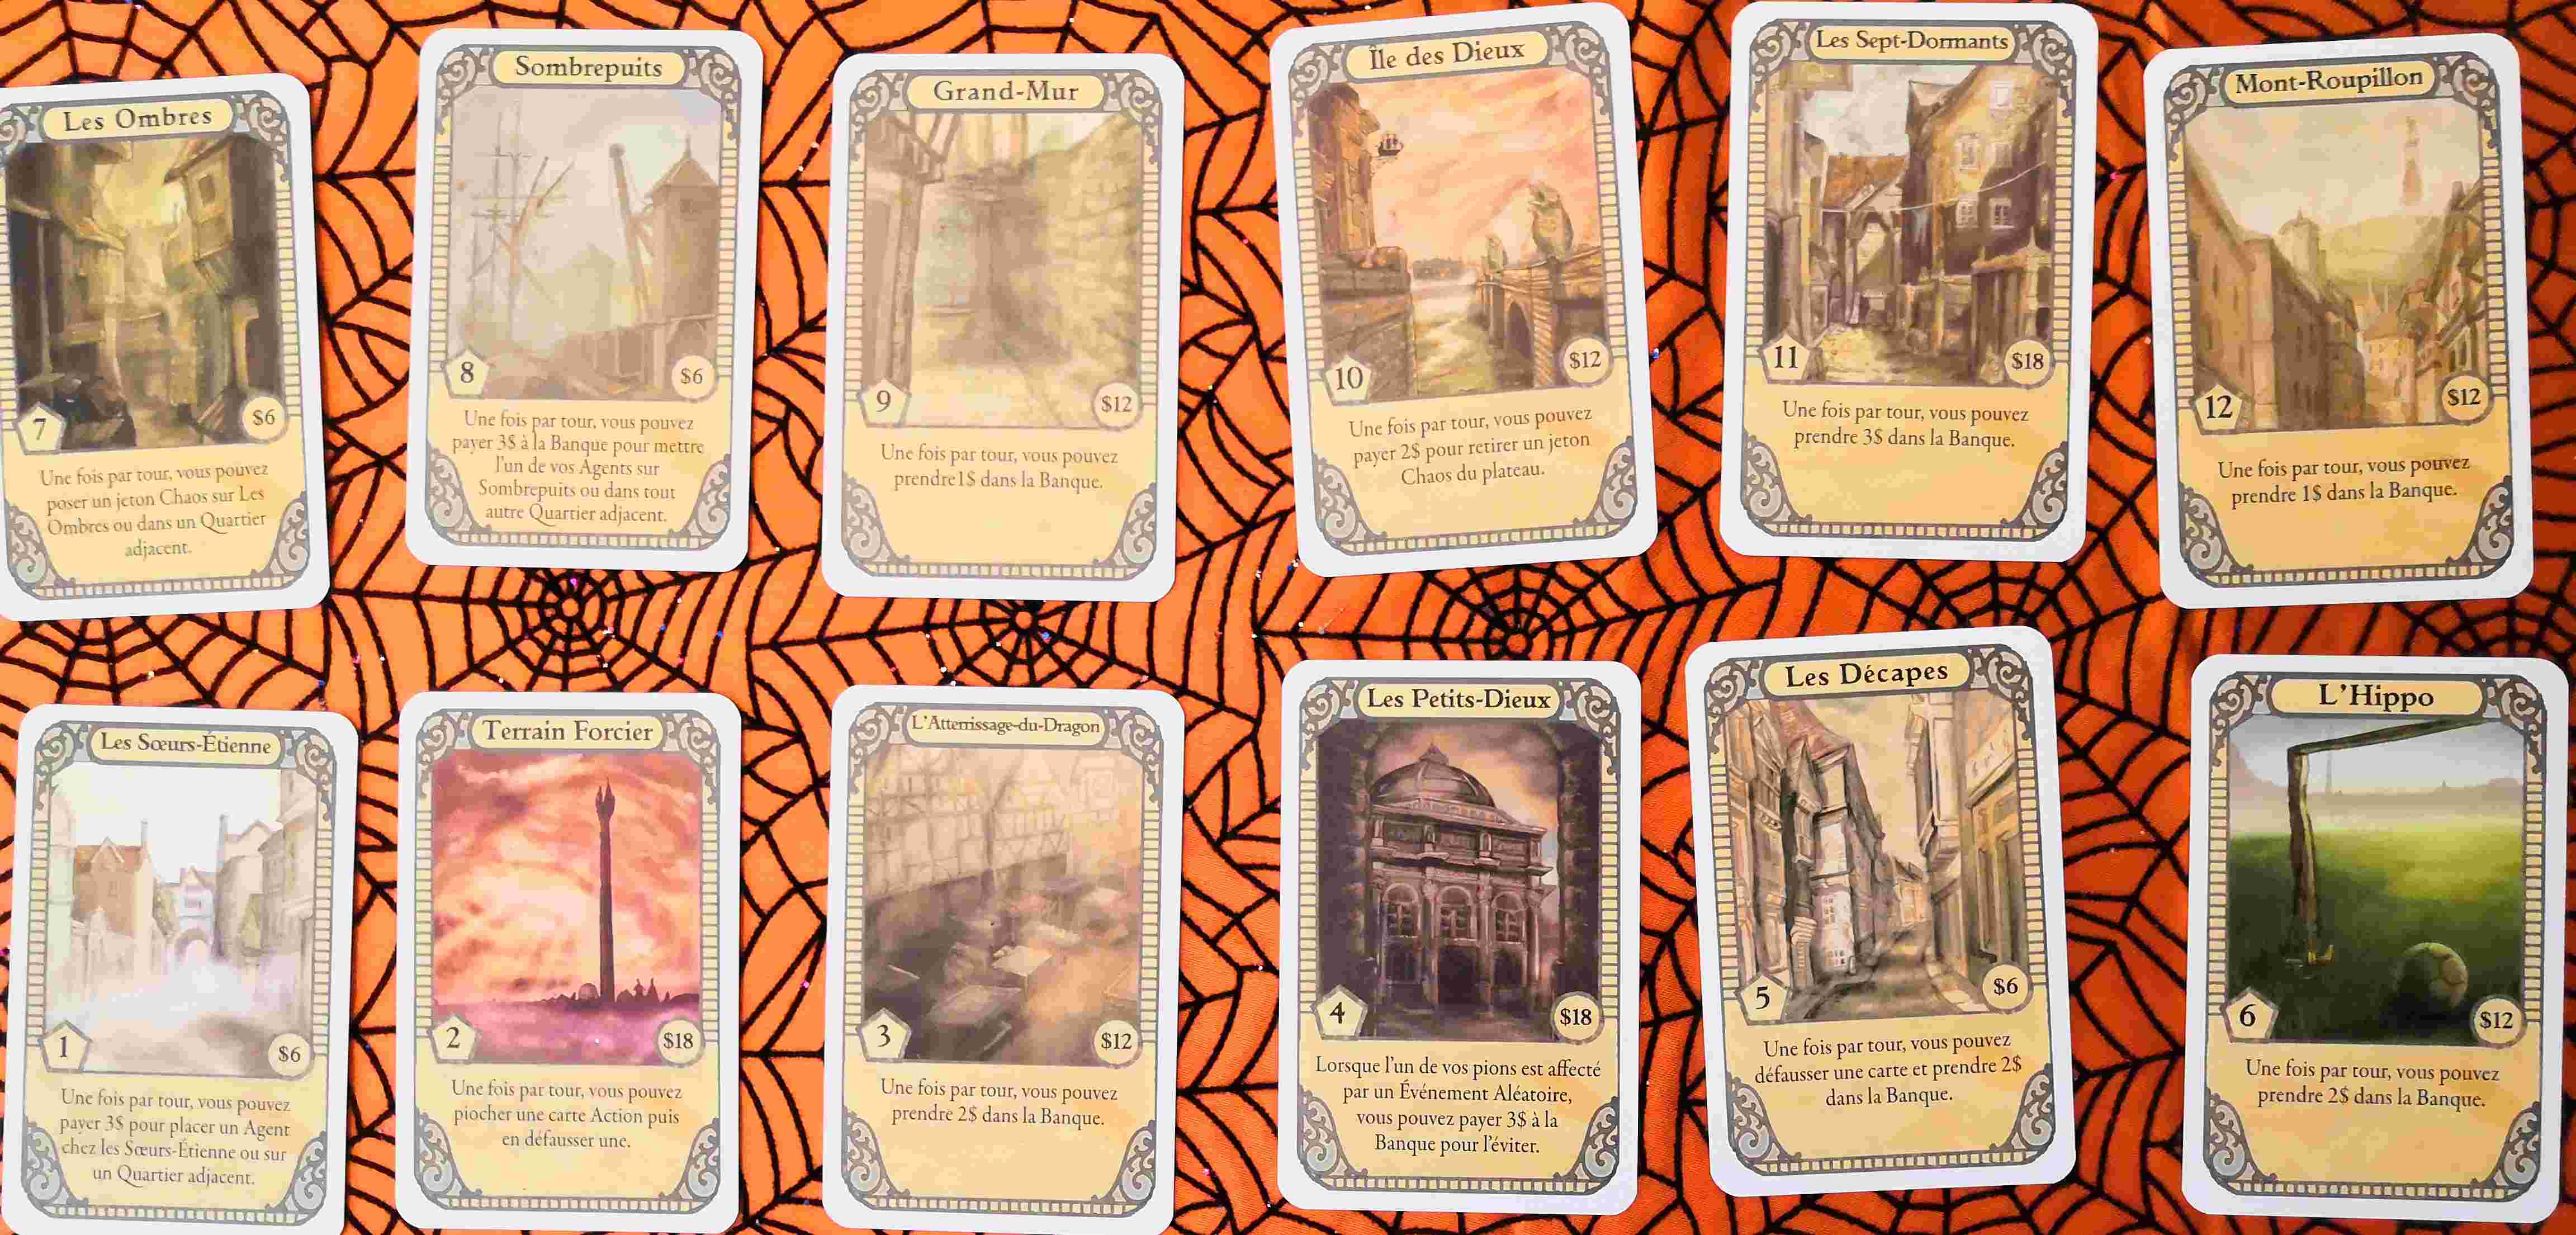 Les Ombres
7
$6
Une fois par tour, vous pouvez
poser un jeton Chaos sur Les
Ombres ou dans un Quartier
adjacent.
Sombrepuits
8
$6
Une fois par tour, vous pouvez
payer 3$ à la Banque pour mettre
l'un de vos Agents sur
Sombrepuits ou dans tout
autre Quartier adjacent.
Grand-Mur
9
$12
Une fois par tour, vous pouvez
prendre1$ dans la Banque.
Île des Dieux
10
$12
Une fois par tour, vous pouvez
payer 2$ pour retirer un jeton
Chaos du plateau.
Les Sept-Dormants
11
$18
Une fois par tour, vous pouvez
prendre 3$ dans la Banque.
Mont-Roupillon
12
$12
Une fois par tour, vous pouvez
prendre 1$ dans la Banque.
Les Sœurs-Étienne
1
$6
Une fois par tour, vous pouvez
payer 3$ pour placer un Agent
chez les Sœurs-Étienne ou sur
un Quartier adjacent.
Terrain Forcier
2
$18
Une fois par tour, vous pouvez
piocher une carte Action puis
en défausser une.
L'Atterrissage-du-Dragon
3
$12
Une fois par tour, vous pouvez
prendre 2$ dans la Banque.
Les Petits-Dieux
4
$18
Lorsque l'un de vos pions est affecté
par un Événement Aléatoire,
vous pouvez payer 3$ à la
Banque pour l'éviter.
Les Décapes
5
$6
Une fois par tour, vous pouvez
défausser une carte et prendre 2$
dans la Banque.
L'Hippo
6
$12
Une fois par tour, vous pouvez
prendre 2$ dans la Banque.